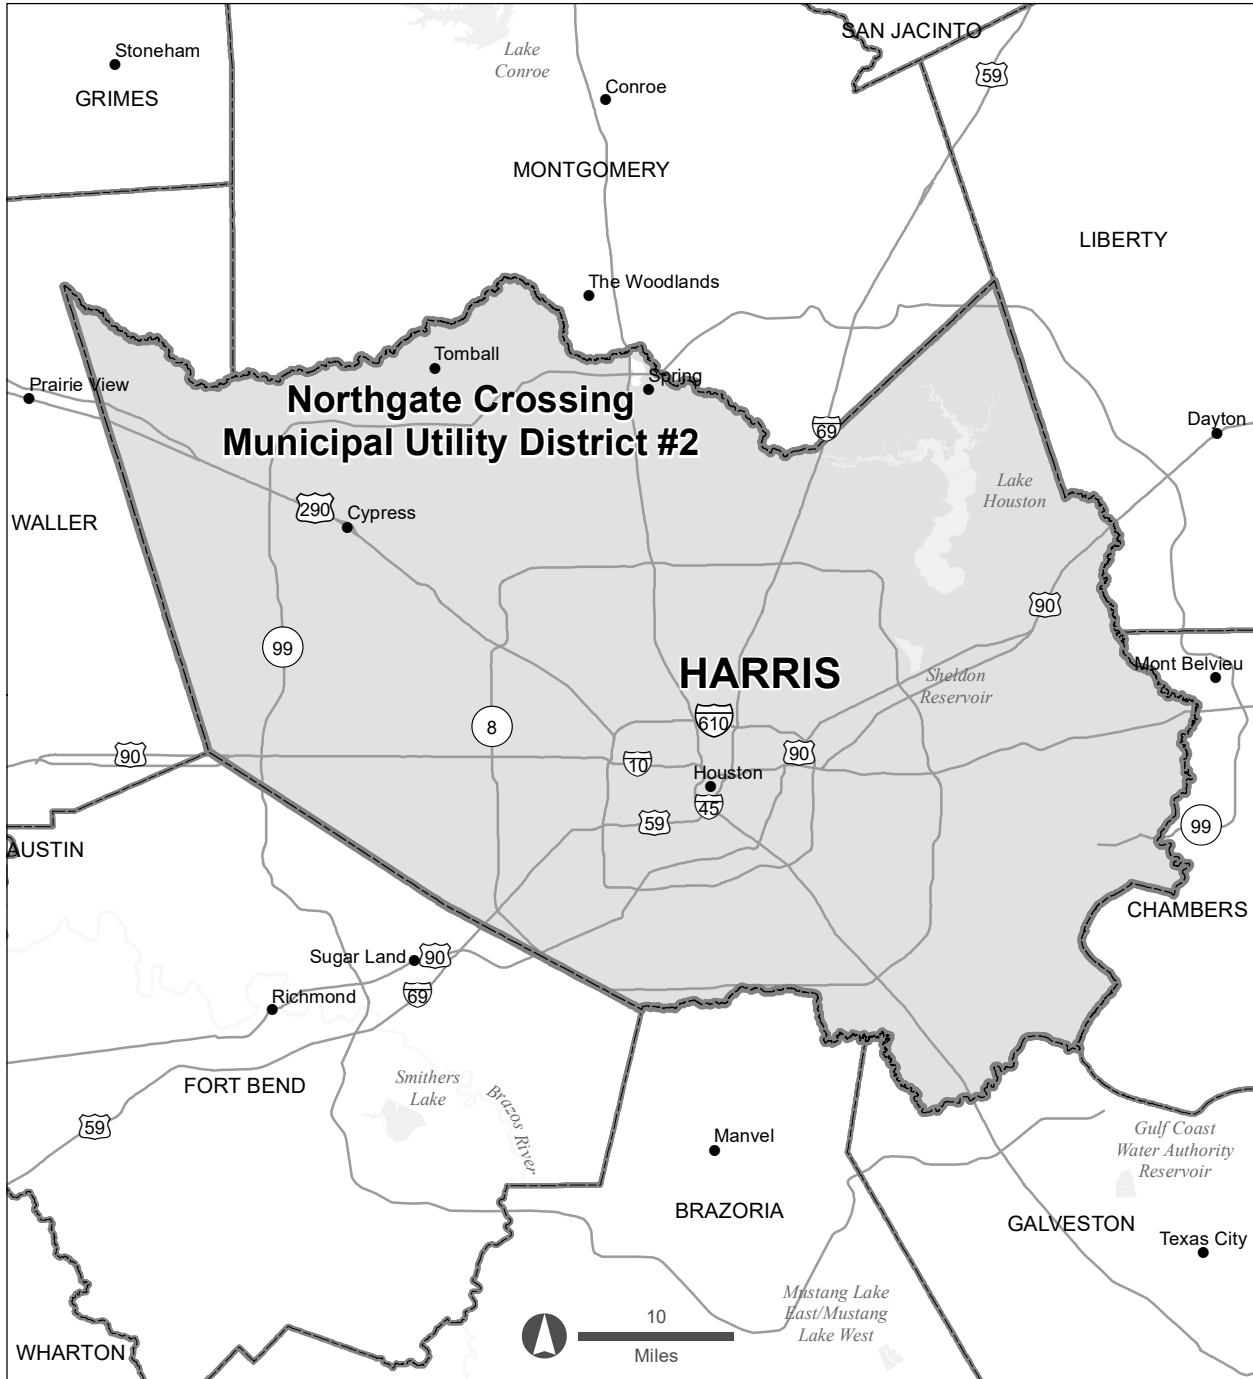 SAN JACINTO
Stoneham
Lake
Conroe
59
Conroe
GRIMES
MONTGOMERY
LIBERTY
The Woodlands
Tomball
Spring
Prairie View
Northgate Crossing
Municipal Utility District #2
69
Dayton
Lake
Houston
290
Cypress
WALLER
90
99
HARRIS
Mont Belvieu
Sheldon
Reservoir
610
8
90
90
10
Houston
45
59
99
AUSTIN
CHAMBERS
Sugar Land
90
69
Richmond
FORT BEND
Smithers
Lake
Brazos River
59
Manvel
Gulf Coast
Water Authority
Reservoir
BRAZORIA
GALVESTON
Texas City
Mustang Lake
East/Mustang
Lake West
10
Miles
WHARTON